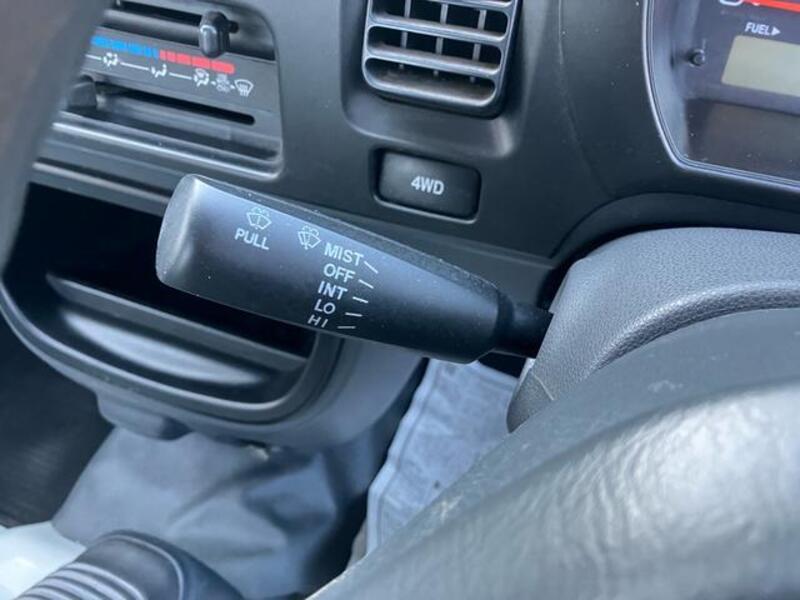 FUEL
4WD
PULL
MIST
OFF
INT
LO
HI